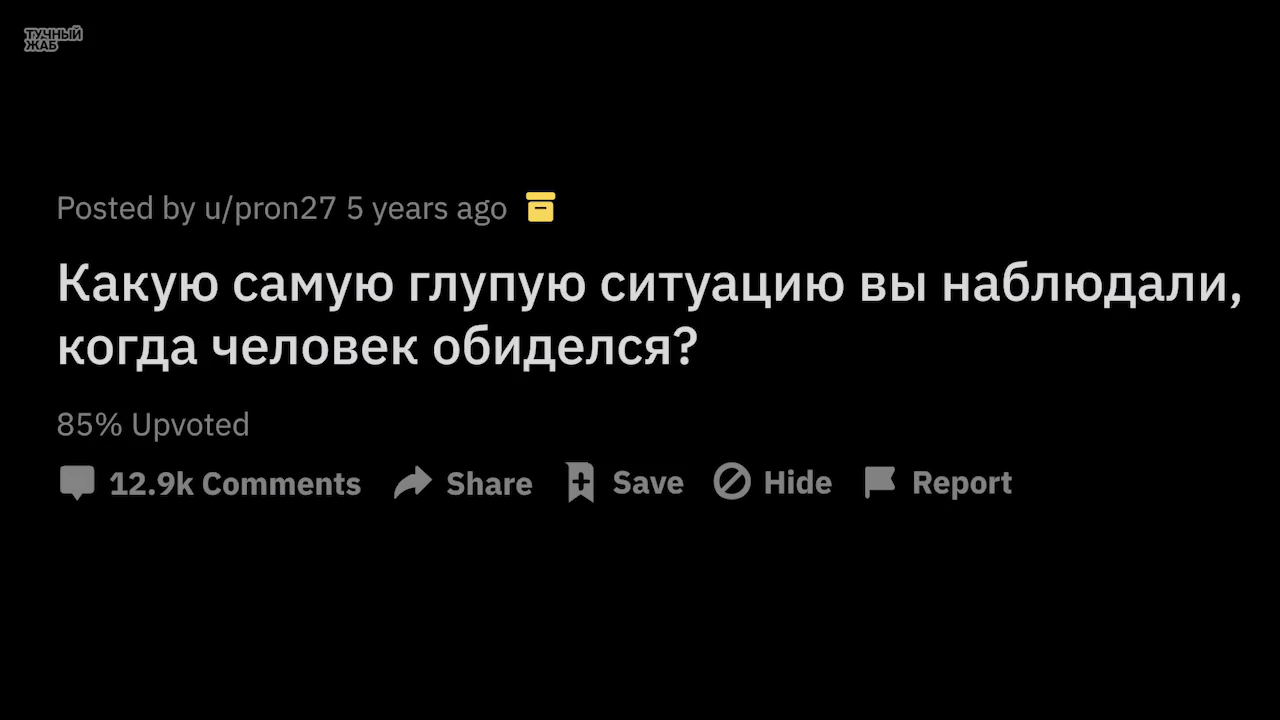 ТУЧНЫЙ
ЖАБ
Posted by u/pron27 5 years ago
Какую самую глупую ситуацию вы наблюдали,
когда человек обиделся?
85% Upvoted
12.9k Comments Share Save Hide Report